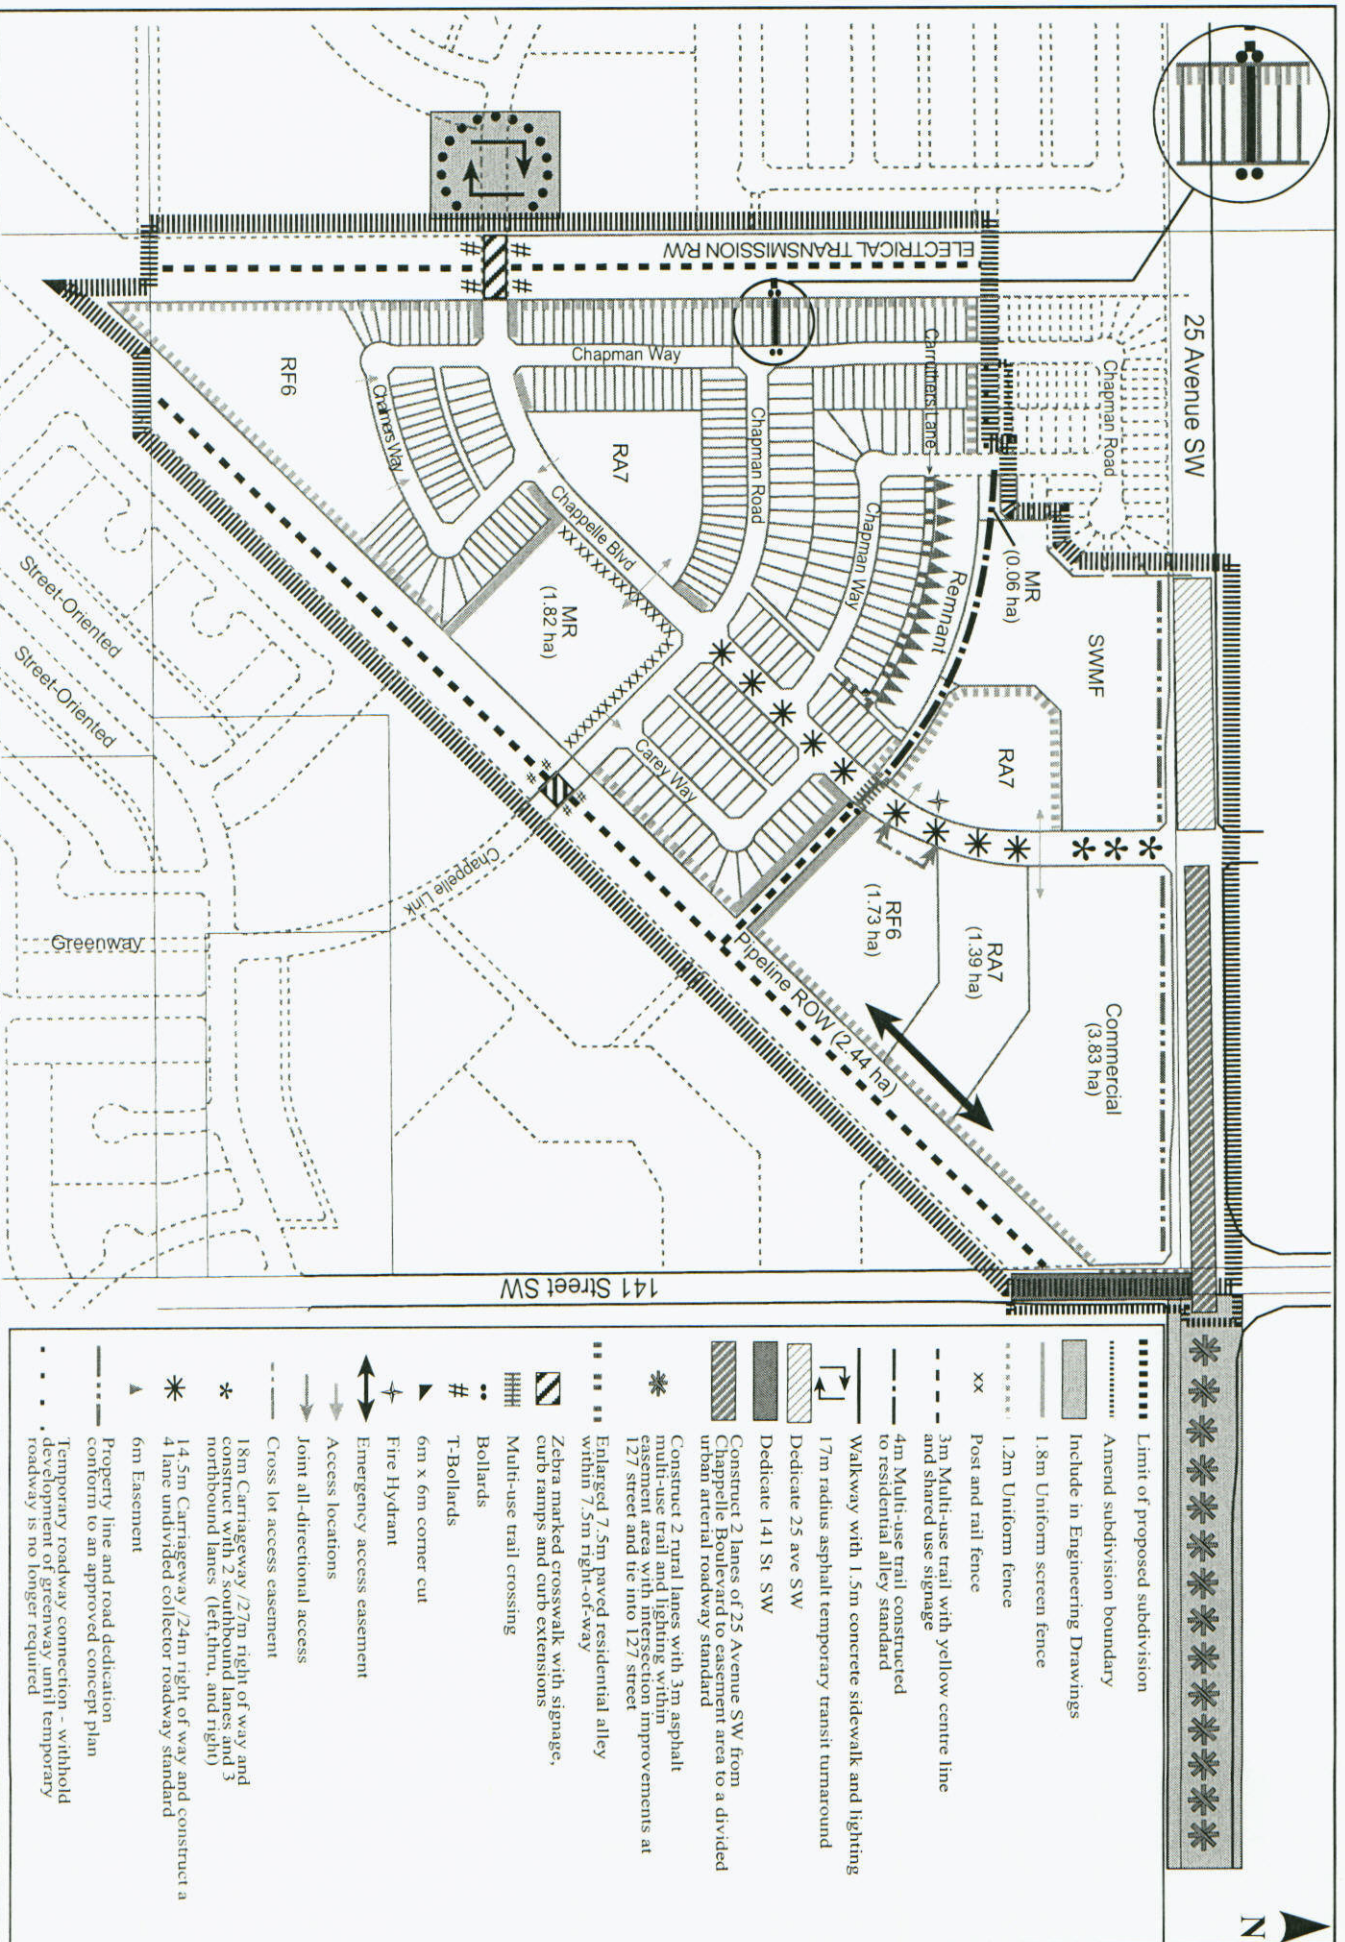 25 Avenue SW
Chapman Road
ELECTRICAL TRANSMISSION RW
Carruthers Lane
MR
(0.06 ha)
SWMF
Remnant
RA7
Chapman Way
Chapman Road
Chapman Way
RA7
RF6
Chalmers Way
Chappelle Blvd
MR
(1.82 ha)
Carey Way
RF6
(1.73 ha)
RA7
(1.39 ha)
Commercial
(3.83 ha)
Pipeline ROW (2.44 ha)
Chappelle Link
Street-Oriented
Street-Oriented
Greenway
141 Street SW
N
Limit of proposed subdivision
Amend subdivision boundary
Include in Engineering Drawings
1.8m Uniform screen fence
1.2m Uniform fence
xx Post and rail fence
3m Multi-use trail with yellow centre line
and shared use signage
4m Multi-use trail constructed
to residential alley standard
Walkway with 1.5m concrete sidewalk and lighting
17m radius asphalt temporary transit turnaround
Dedicate 25 ave SW
Dedicate 141 St SW
Construct 2 lanes of 25 Avenue SW from
Chappelle Boulevard to easement area to a divided
urban arterial roadway standard
Construct 2 rural lanes with 3m asphalt
multi-use trail and lighting within
easement area with intersection improvements at
127 street and tie into 127 street
Enlarged 7.5m paved residential alley
within 7.5m right-of-way
Zebra marked crosswalk with signage,
curb ramps and curb extensions
Multi-use trail crossing
Bollards
# T-Bollards
6m x 6m corner cut
Fire Hydrant
Emergency access easement
Access locations
Joint all-directional access
Cross lot access easement
18m Carriageway /27m right of way and
construct with 2 southbound lanes and 3
northbound lanes (left,thru, and right)
14.5m Carriageway /24m right of way and construct a
4 lane undivided collector roadway standard
6m Easement
Property line and road dedication
conform to an approved concept plan
Temporary roadway connection - withhold
development of greenway until temporary
roadway is no longer required